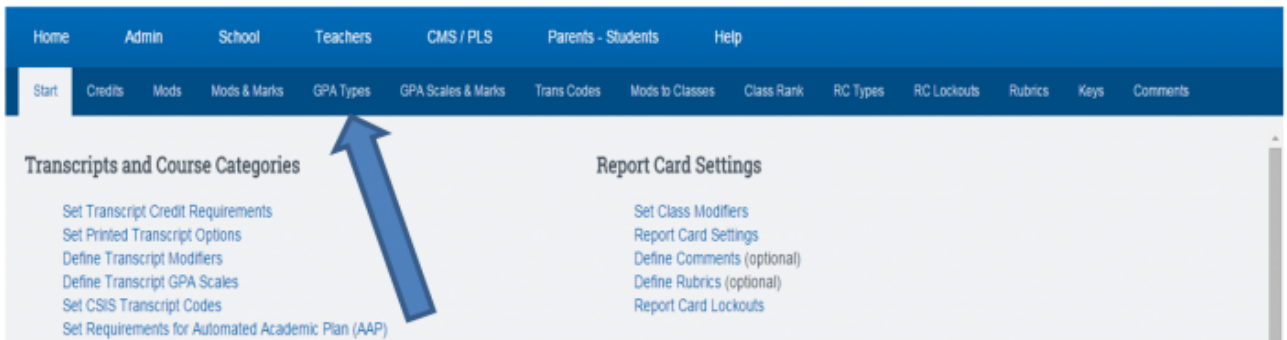 Home Admin School Teachers CMS / PLS Parents - Students Help
Start Credits Mods Mods & Marks GPA Types GPA Scales & Marks Trans Codes Mods to Classes Class Rank RC Types RC Lockouts Rubrics Keys Comments
Transcripts and Course Categories
Set Transcript Credit Requirements
Set Printed Transcript Options
Define Transcript Modifiers
Define Transcript GPA Scales
Set CSIS Transcript Codes
Set Requirements for Automated Academic Plan (AAP)
Report Card Settings
Set Class Modifiers
Report Card Settings
Define Comments (optional)
Define Rubrics (optional)
Report Card Lockouts